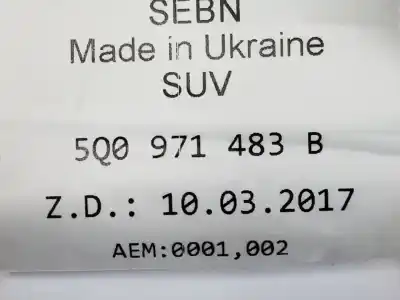 SEBN
Made in Ukraine
SUV
5Q0 971 483 B
Z.D.: 10.03.2017
AEM:0001,002